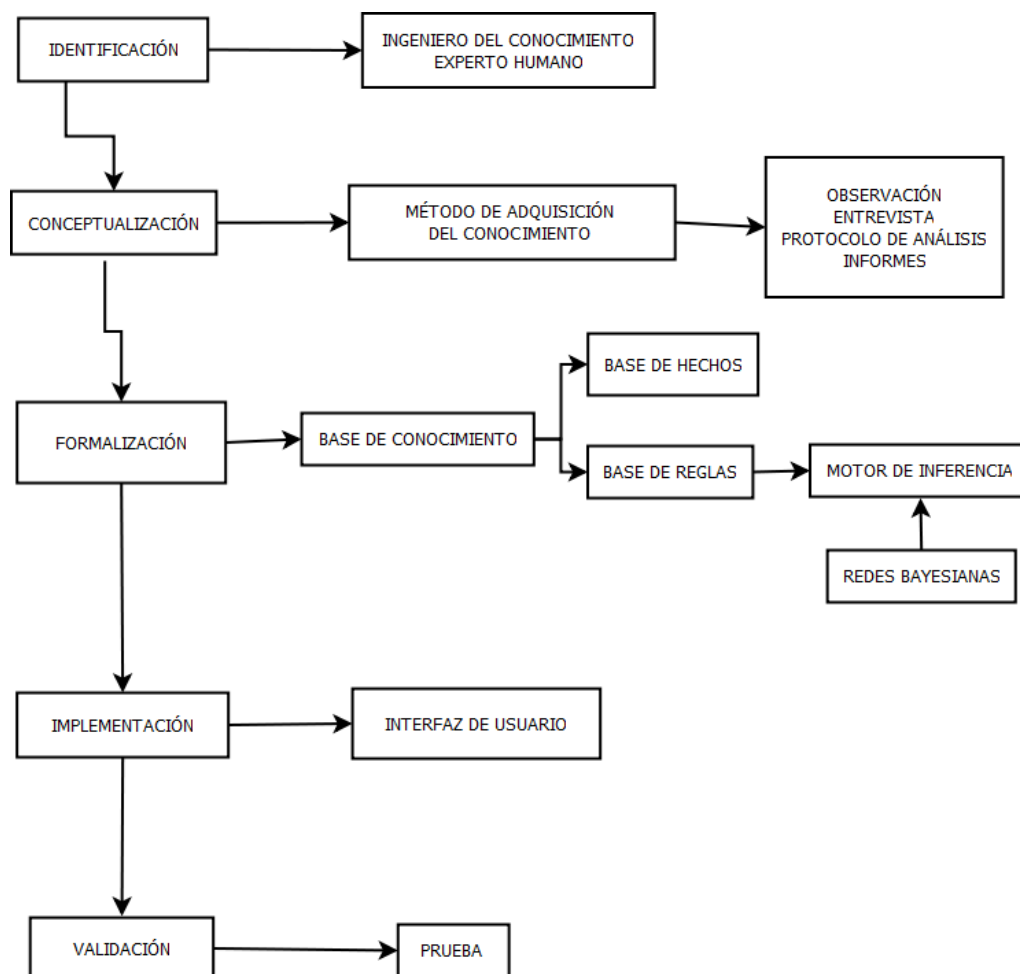 IDENTIFICACIÓN
INGENIERO DEL CONOCIMIENTO
EXPERTO HUMANO
CONCEPTUALIZACIÓN
MÉTODO DE ADQUISICIÓN
DEL CONOCIMIENTO
OBSERVACIÓN
ENTREVISTA
PROTOCOLO DE ANÁLISIS
INFORMES
FORMALIZACIÓN
BASE DE CONOCIMIENTO
BASE DE HECHOS
BASE DE REGLAS
MOTOR DE INFERENCIA
REDES BAYESIANAS
IMPLEMENTACIÓN
INTERFAZ DE USUARIO
VALIDACIÓN
PRUEBA